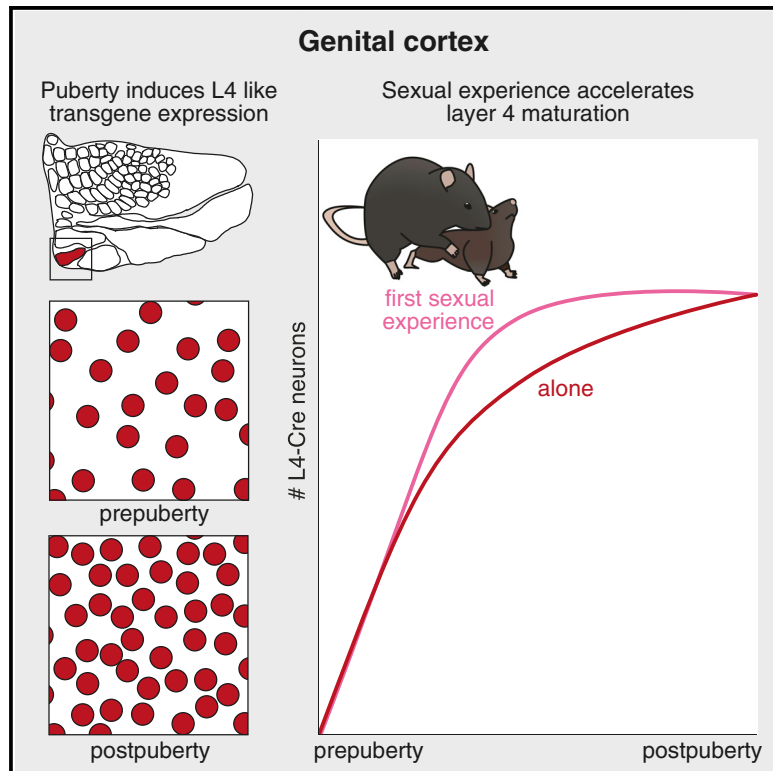 Genital cortex
Puberty induces L4 like
transgene expression
prepuberty
postpuberty
Sexual experience accelerates
layer 4 maturation
# L4-Cre neurons
first sexual
experience
alone
prepuberty
postpuberty